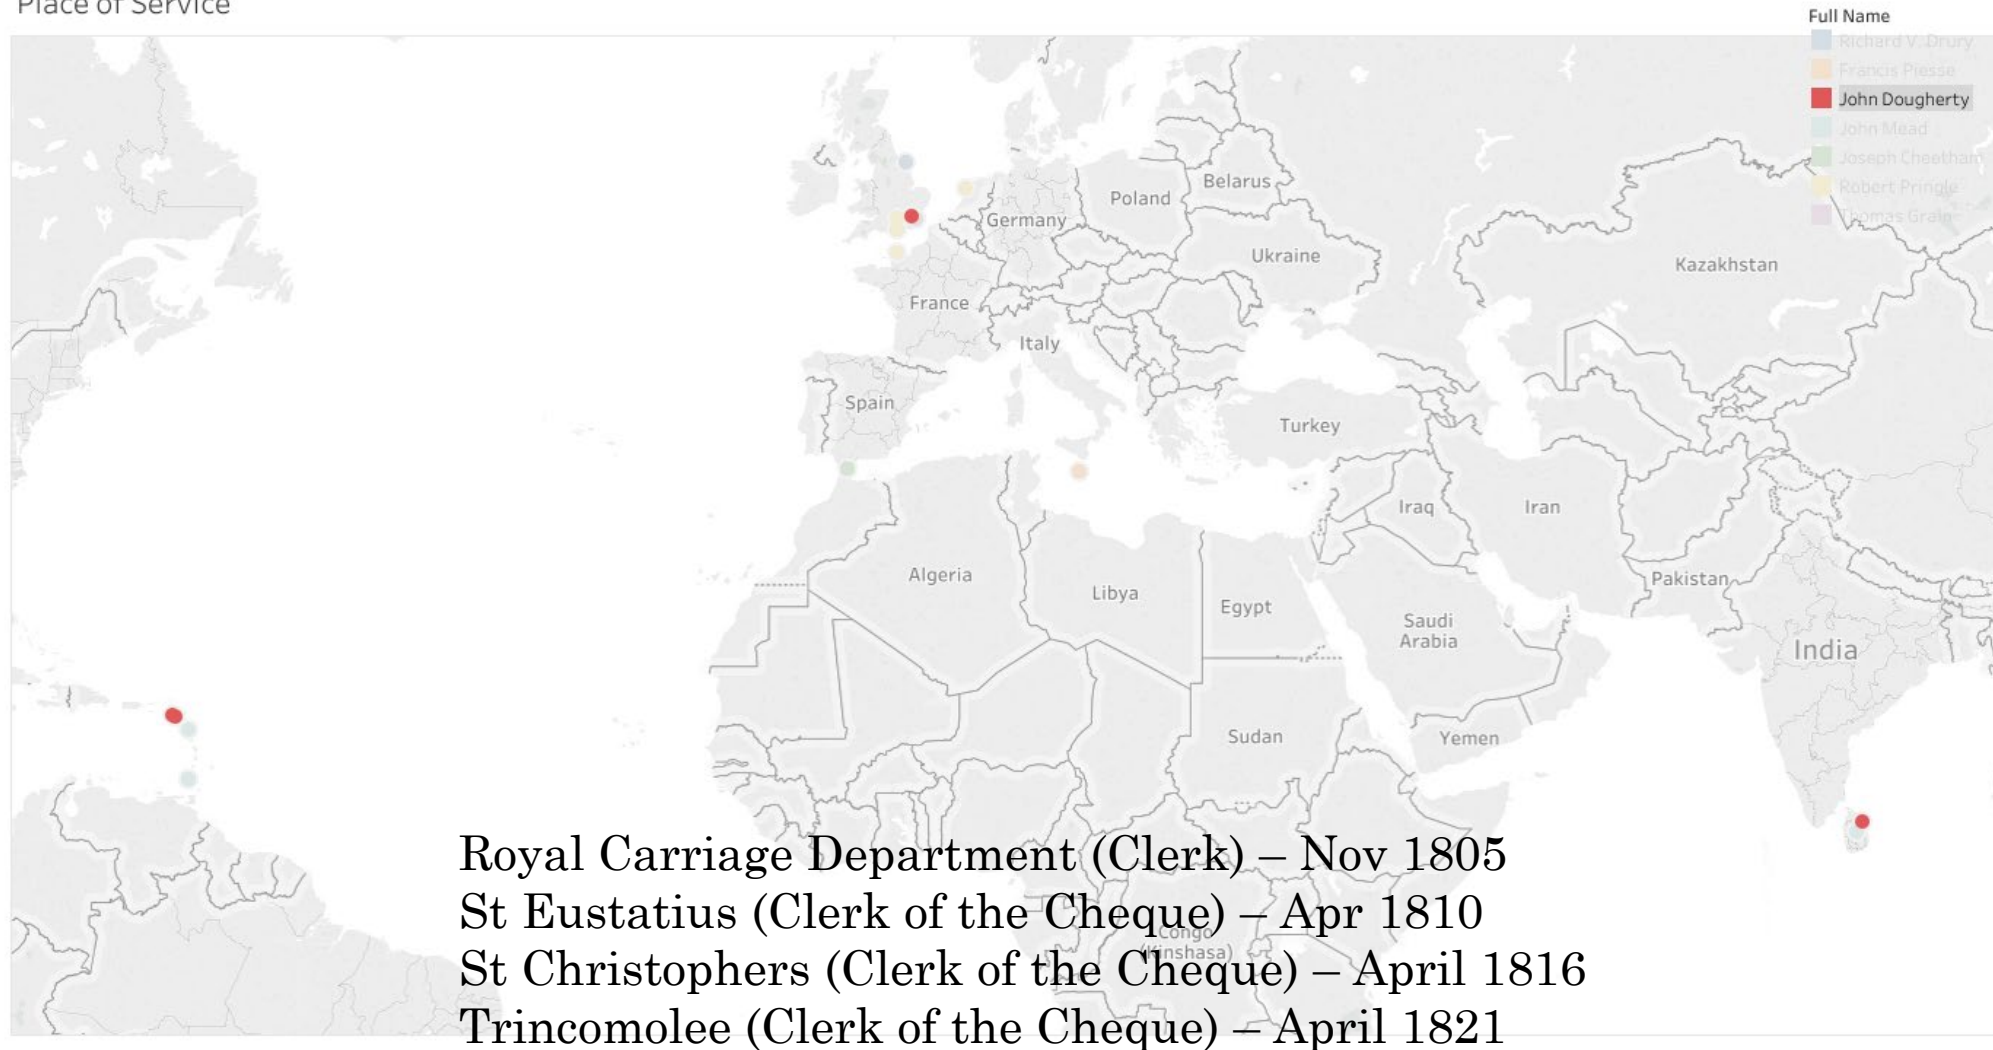 Place of Service
Full Name
Richard V. Drury
Francis Piesse
John Dougherty
John Mead
Joseph Cheetham
Robert Pringle
Thomas Grain
Belarus
Poland
Germany
Ukraine
Kazakhstan
France
Italy
Spain
Turkey
Iraq
Iran
Algeria
Libya
Egypt
Pakistan
Saudi
Arabia
India
Sudan
Yemen
Congo
(Kinshasa)
Royal Carriage Department (Clerk) – Nov 1805
St Eustatius (Clerk of the Cheque) – Apr 1810
St Christophers (Clerk of the Cheque) – April 1816
Trincomolee (Clerk of the Cheque) – April 1821